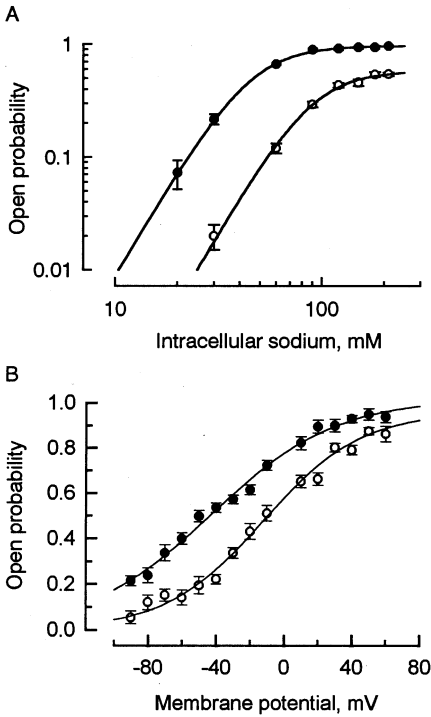 A
Open probability
1
0.1
0.01
10
100
Intracellular sodium, mM
B
Open probability
1.0
0.8
0.6
0.4
0.2
0.0
-80 -40 0 40 80
Membrane potential, mV